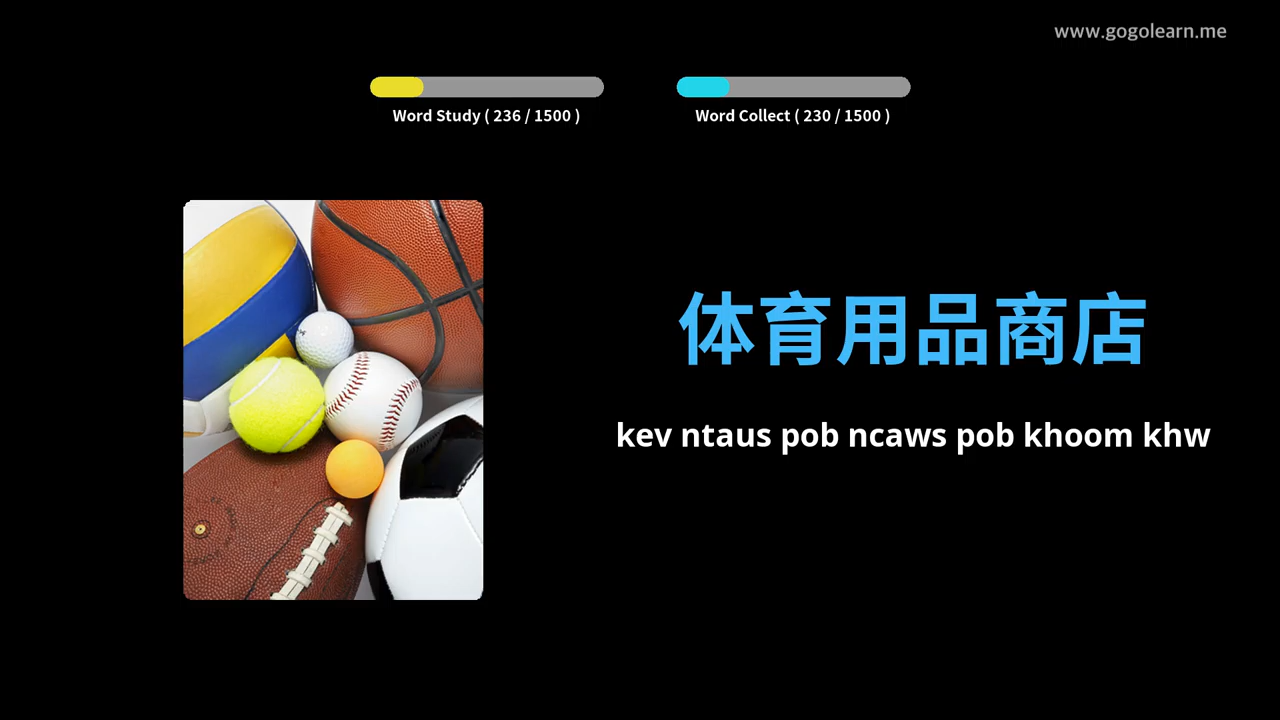 www.gogolearn.me
Word Study ( 236 / 1500 )
Word Collect ( 230 / 1500 )
体育用品商店
kev ntaus pob ncaws pob khoom khw